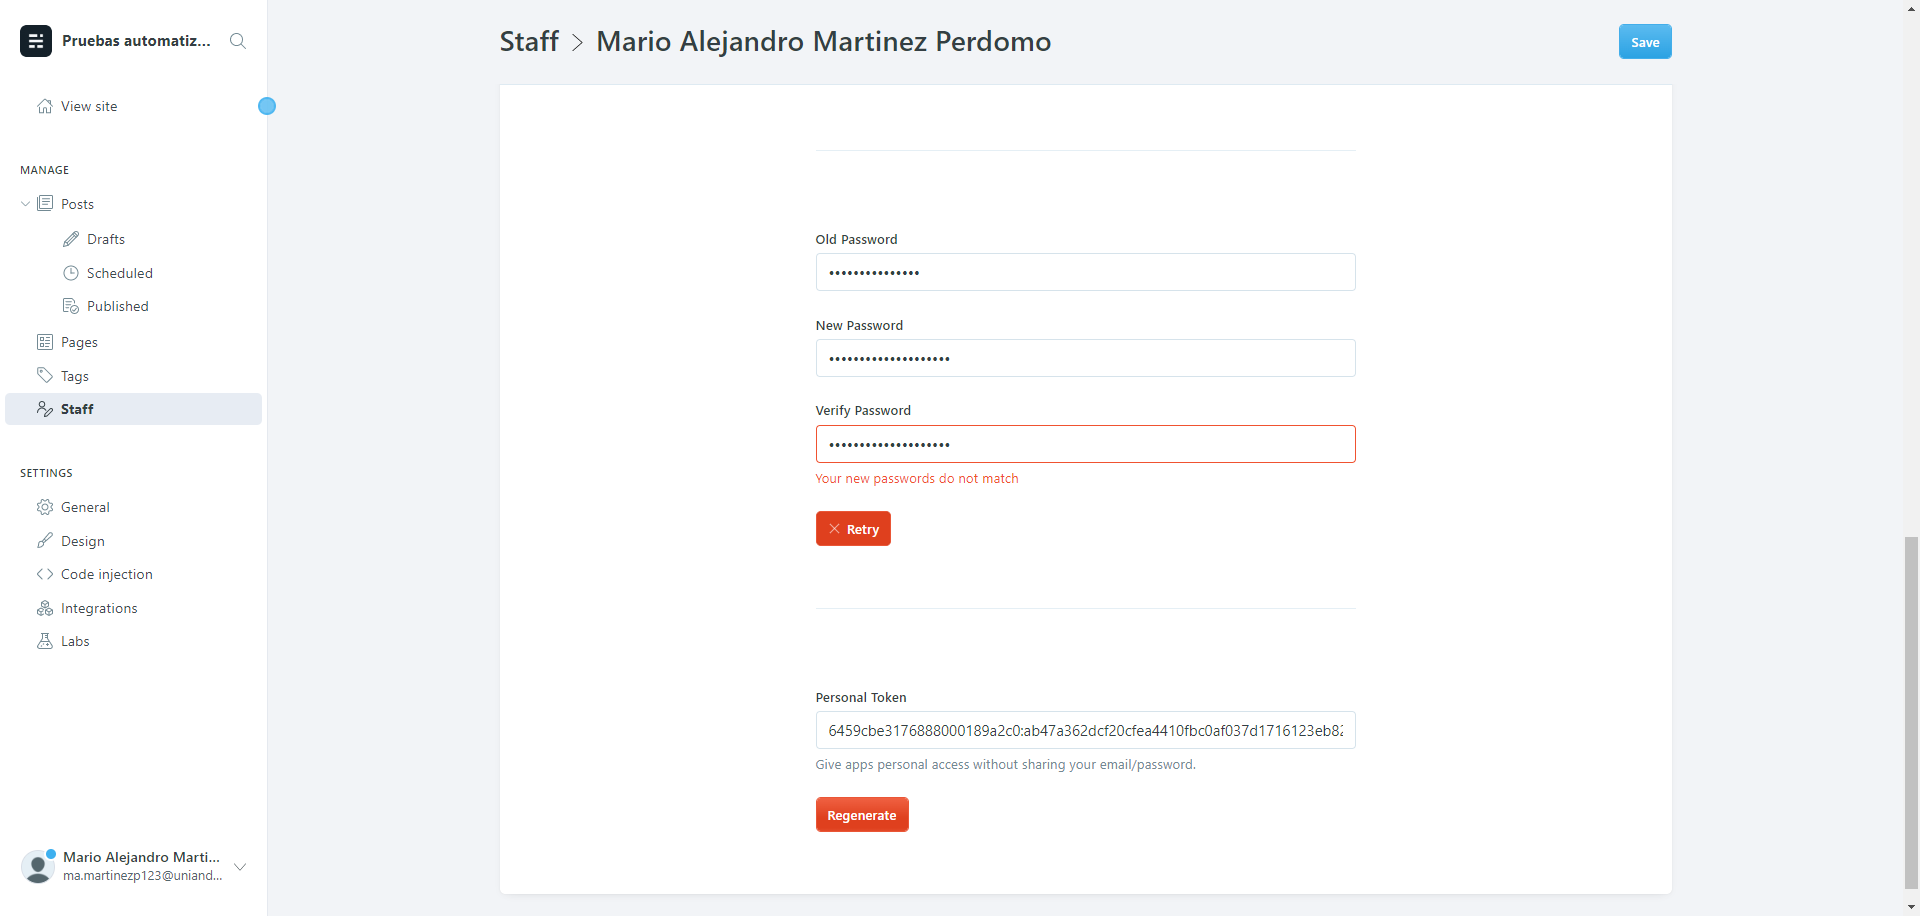 Pruebas automatiz...
View site
MANAGE
Posts
Drafts
Scheduled
Published
Pages
Tags
Staff
SETTINGS
General
Design
Code injection
Integrations
Labs
Mario Alejandro Marti...
ma.martinezp123@uniand...
Staff > Mario Alejandro Martinez Perdomo
Save
Old Password
•••••••••••••••
New Password
••••••••••••••••••••
Verify Password
••••••••••••••••••••
Your new passwords do not match
Retry
Personal Token
6459cbe3176888000189a2c0:ab47a362dcf20cfea4410fbc0af037d1716123eb82
Give apps personal access without sharing your email/password.
Regenerate